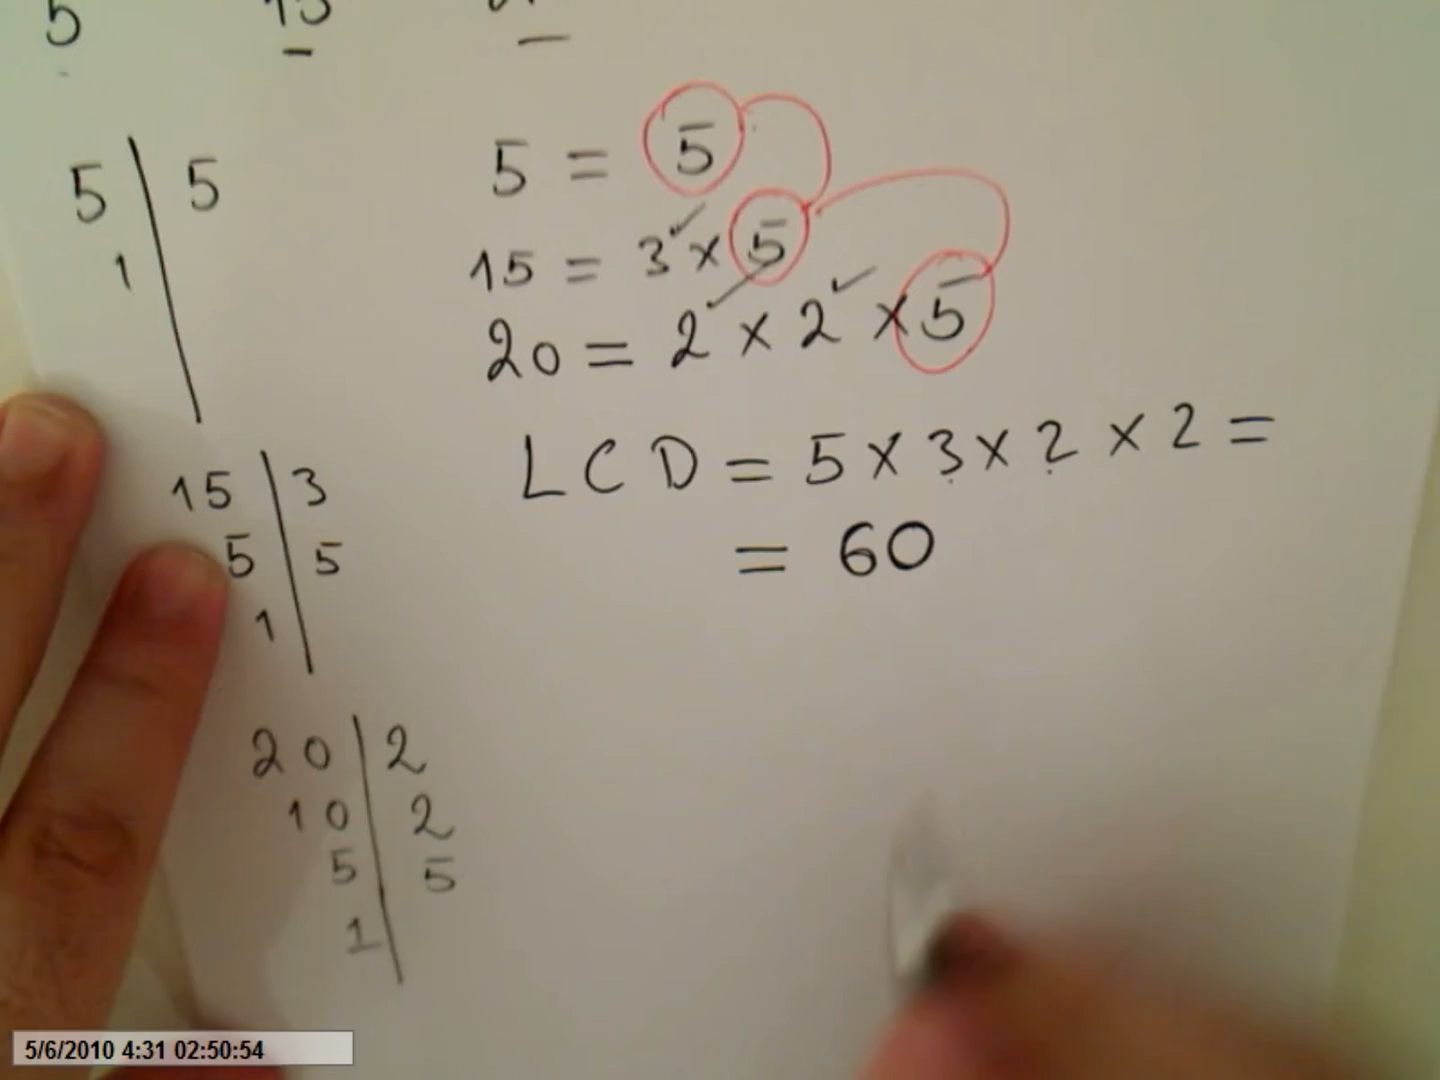 5 15
5 | 5
1 |
5 = 5
15 = 3 x 5
20 = 2 x 2 x 5
LCD = 5 x 3 x 2 x 2 =
= 60
15 | 3
5 | 5
1 |
20 | 2
10 | 2
5 | 5
1 |
5/6/2010 4:31 02:50:54